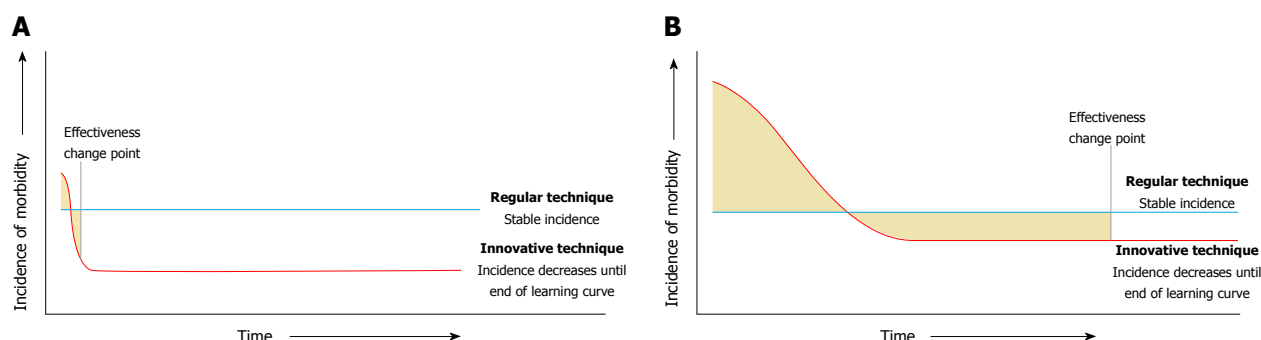 A
Incidence of morbidity
Effectiveness
change point
Regular technique
Stable incidence
Innovative technique
Incidence decreases until
end of learning curve
Time
B
Incidence of morbidity
Effectiveness
change point
Regular technique
Stable incidence
Innovative technique
Incidence decreases until
end of learning curve
Time